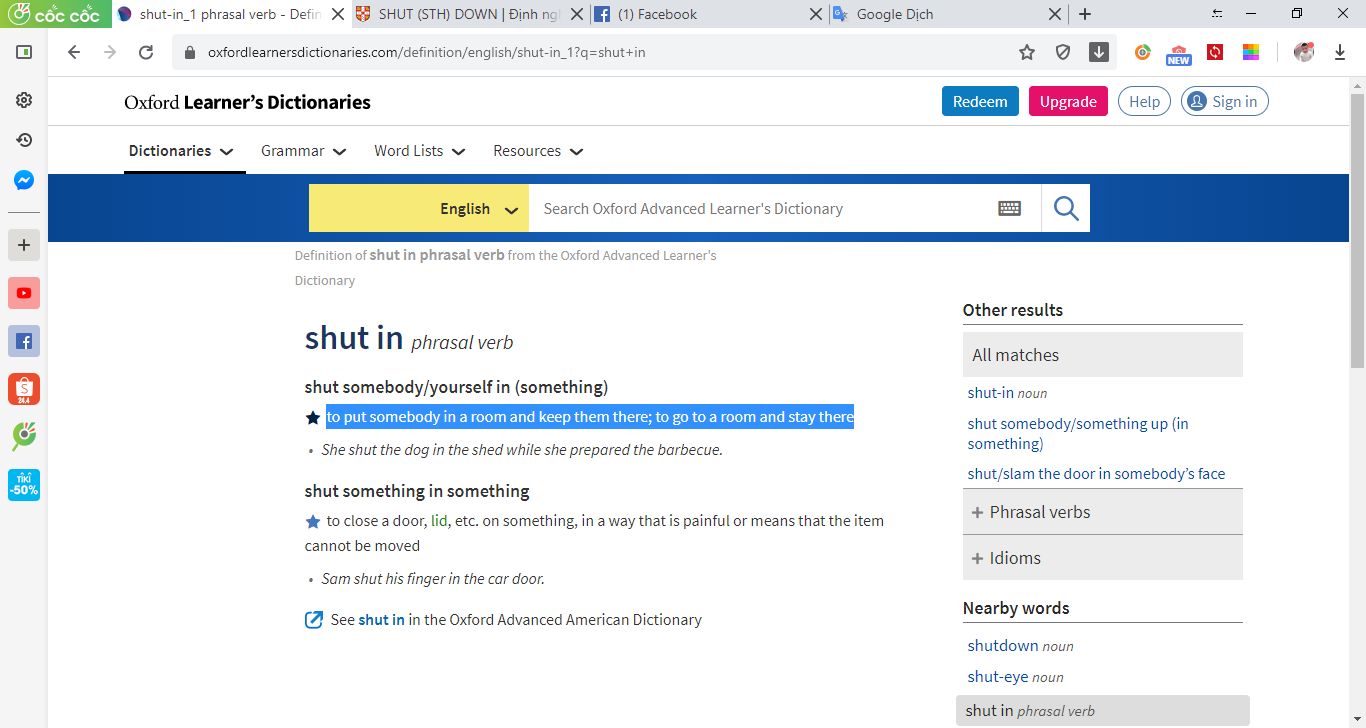 cốc cốc
shut-in_1 phrasal verb - Defin
SHUT (STH) DOWN | Định ng
(1) Facebook
Google Dịch
oxfordlearnersdictionaries.com/definition/english/shut-in_1?q=shut+in
NEW
Oxford Learner's Dictionaries
Redeem
Upgrade
Help
Sign in
Dictionaries
Grammar
Word Lists
Resources
English
Search Oxford Advanced Learner's Dictionary
Definition of shut in phrasal verb from the Oxford Advanced Learner's
Dictionary
shut in phrasal verb
shut somebody/yourself in (something)
to put somebody in a room and keep them there; to go to a room and stay there
• She shut the dog in the shed while she prepared the barbecue.
shut something in something
to close a door, lid, etc. on something, in a way that is painful or means that the item
cannot be moved
• Sam shut his finger in the car door.
See shut in in the Oxford Advanced American Dictionary
Other results
All matches
shut-in noun
shut somebody/something up (in
something)
shut/slam the door in somebody’s face
+ Phrasal verbs
+ Idioms
Nearby words
shutdown noun
shut-eye noun
shut in phrasal verb
24.4
TIKI
-50%